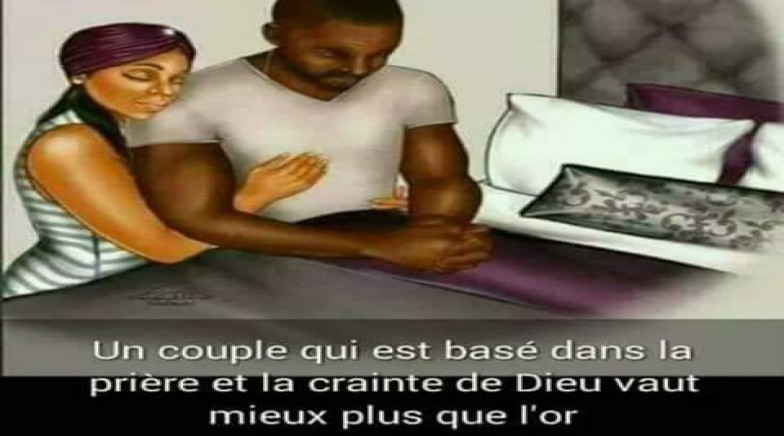 Un couple qui est basé dans la
prière et la crainte de Dieu vaut
mieux plus que l'or